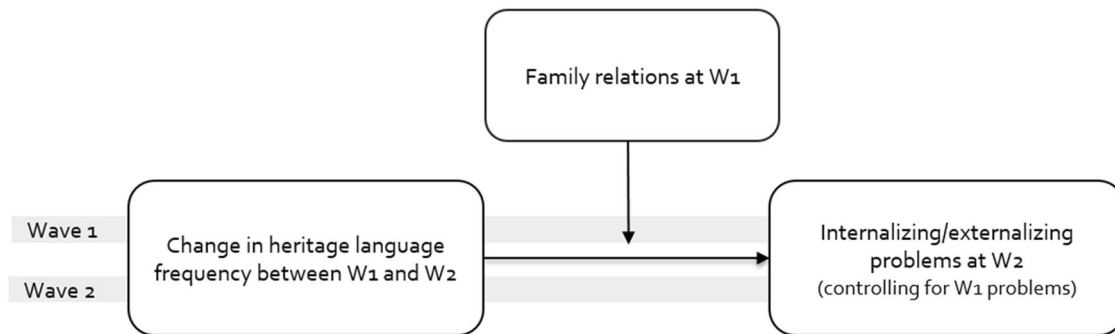 Family relations at W1
Wave 1
Change in heritage language
frequency between W1 and W2
Wave 2
Internalizing/externalizing
problems at W2
(controlling for W1 problems)